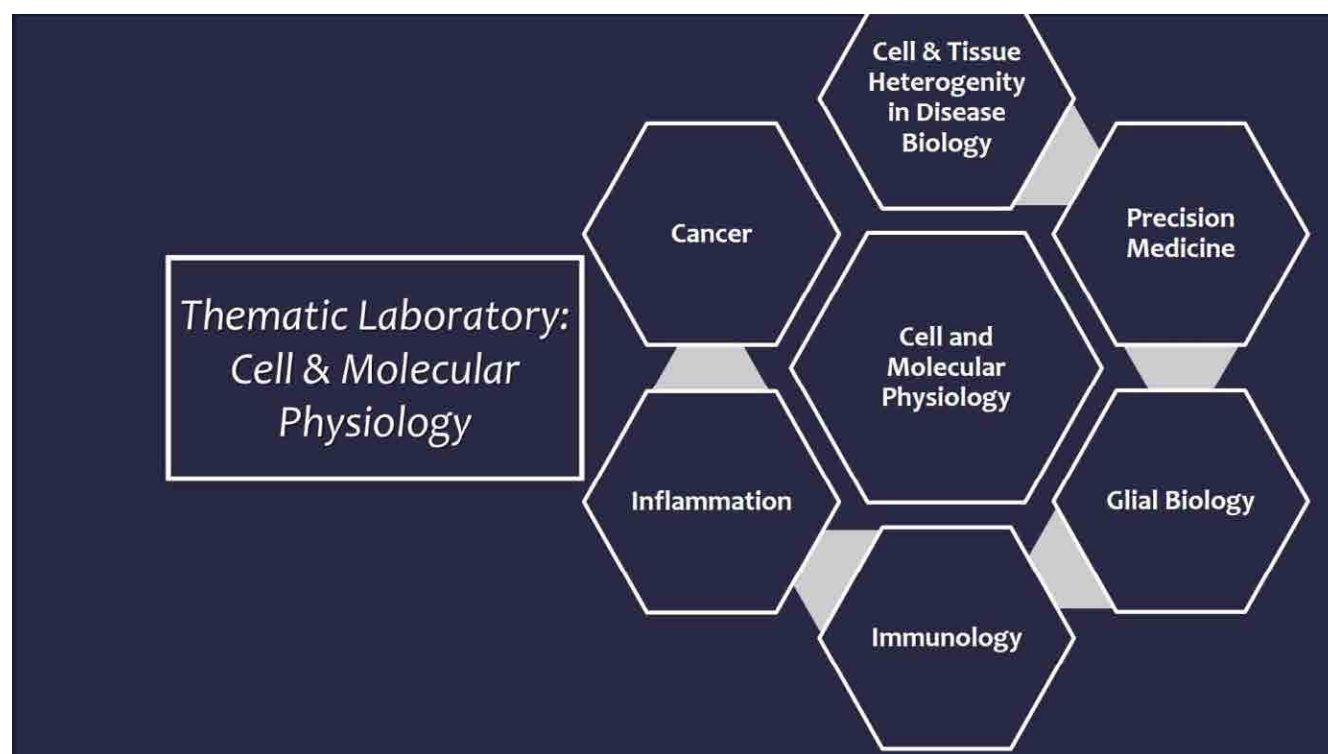 Thematic Laboratory:
Cell & Molecular
Physiology
Cell & Tissue
Heterogenity
in Disease
Biology
Precision
Medicine
Glial Biology
Immunology
Inflammation
Cancer
Cell and
Molecular
Physiology